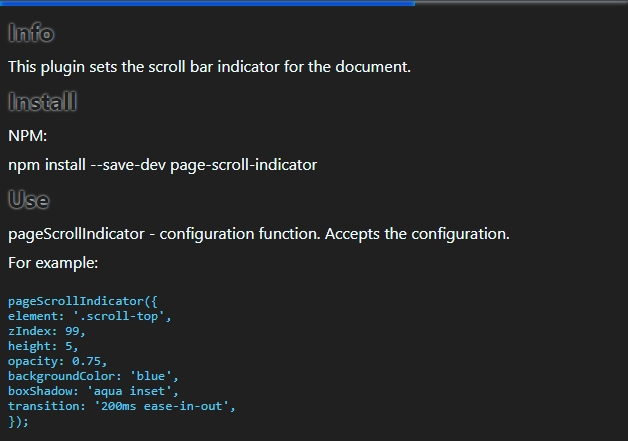 Info
This plugin sets the scroll bar indicator for the document.
Install
NPM:
npm install --save-dev page-scroll-indicator
Use
pageScrollIndicator - configuration function. Accepts the configuration.
For example:
pageScrollIndicator({
element: '.scroll-top',
zIndex: 99,
height: 5,
opacity: 0.75,
backgroundColor: 'blue',
boxShadow: 'aqua inset',
transition: '200ms ease-in-out',
});